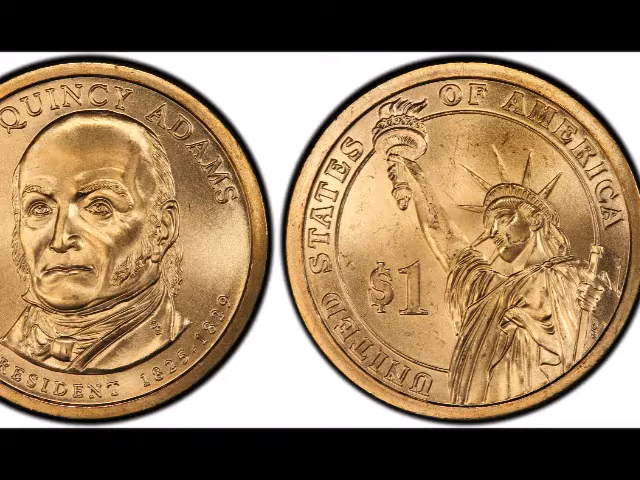 QUINCY ADAMS
RESIDENT 1825-1829
UNITED STATES OF AMERICA
$1